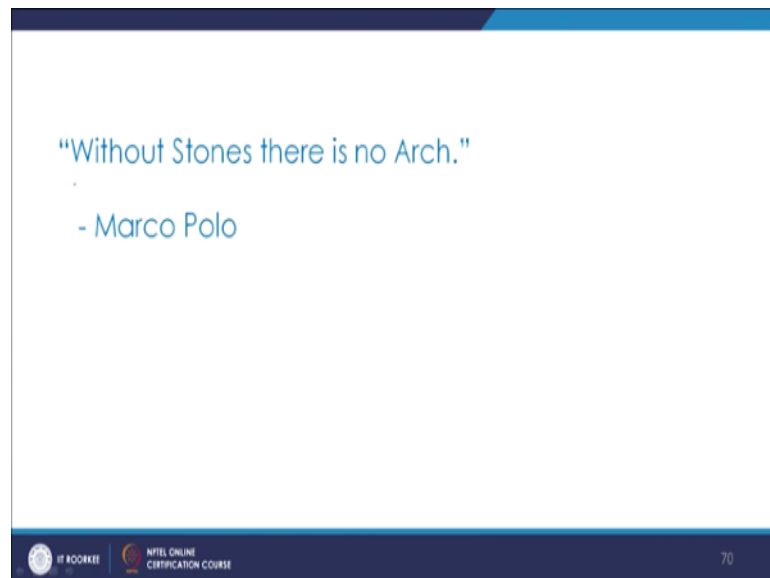 “Without Stones there is no Arch.”
- Marco Polo
IIT ROORKEE
NPTEL ONLINE
CERTIFICATION COURSE
70